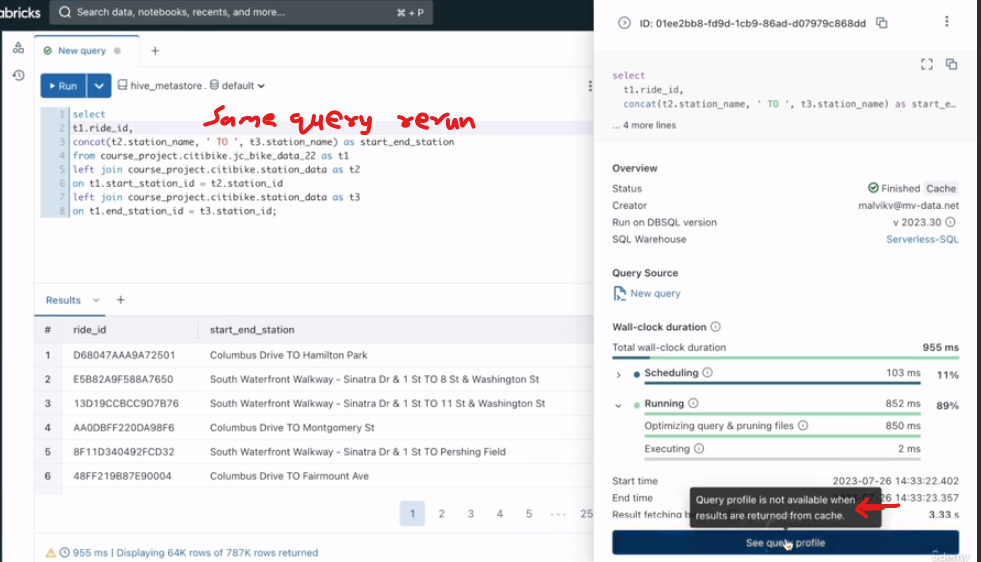 abricks
Search data, notebooks, recents, and more...
⌘ + P
New query
+
Run
hive_metastore . default
Same query rerun
1 select
2 t1.ride_id,
3 concat(t2.station_name, ' TO ', t3.station_name) as start_end_station
4 from course_project.citibike.jc_bike_data_22 as t1
5 left join course_project.citibike.station_data as t2
6 on t1.start_station_id = t2.station_id
7 left join course_project.citibike.station_data as t3
8 on t1.end_station_id = t3.station_id;
Results
+
# ride_id start_end_station
1 D68047AAA9A72501 Columbus Drive TO Hamilton Park
2 E5B82A9F588A7650 South Waterfront Walkway - Sinatra Dr & 1 St TO 8 St & Washington St
3 13D19CCBCC9D7B76 South Waterfront Walkway - Sinatra Dr & 1 St TO 11 St & Washington St
4 AA0DBFF220DA98F6 Columbus Drive TO Montgomery St
5 8F11D340492FCD32 South Waterfront Walkway - Sinatra Dr & 1 St TO Pershing Field
6 48FF219B87E90004 Columbus Drive TO Fairmount Ave
1 2 3 4 5 ··· 25
955 ms | Displaying 64K rows of 787K rows returned
ID: 01ee2bb8-fd9d-1cb9-86ad-d07979c868dd
select
t1.ride_id,
concat(t2.station_name, ' TO ', t3.station_name) as start_e…
... 4 more lines
Overview
Status Finished Cache
Creator malvikv@mv-data.net
Run on DBSQL version v 2023.30
SQL Warehouse Serverless-SQL
Query Source
New query
Wall-clock duration
Total wall-clock duration 955 ms
Scheduling 103 ms 11%
Running 852 ms 89%
Optimizing query & pruning files 850 ms
Executing 2 ms
Start time 2023-07-26 14:33:22.402
End time 14:33:23.357
Query profile is not available when
results are returned from cache.
Result fetching 3.33 s
See query profile
Udemy